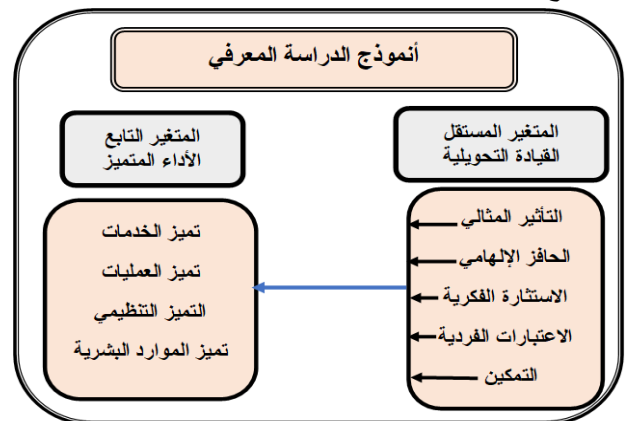 أنموذج الدراسة المعرفي
المتغير المستقل
القيادة التحويلية
المتغير التابع
الأداء المتميز
التأثير المثالي
الحافز الإلهامي
الاستثارة الفكرية
الاعتبارات الفردية
التمكين
تميز الخدمات
تميز العمليات
التميز التنظيمي
تميز الموارد البشرية